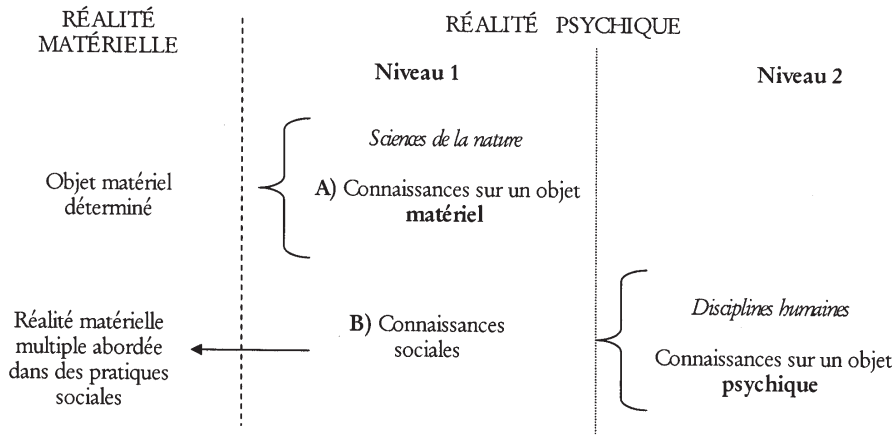 RÉALITÉ
MATÉRIELLE
RÉALITÉ PSYCHIQUE
Niveau 1
Niveau 2
Sciences de la nature
Objet matériel
déterminé
A) Connaissances sur un objet
matériel
Disciplines humaines
Réalité matérielle
multiple abordée
dans des pratiques
sociales
B) Connaissances
sociales
Connaissances sur un objet
psychique